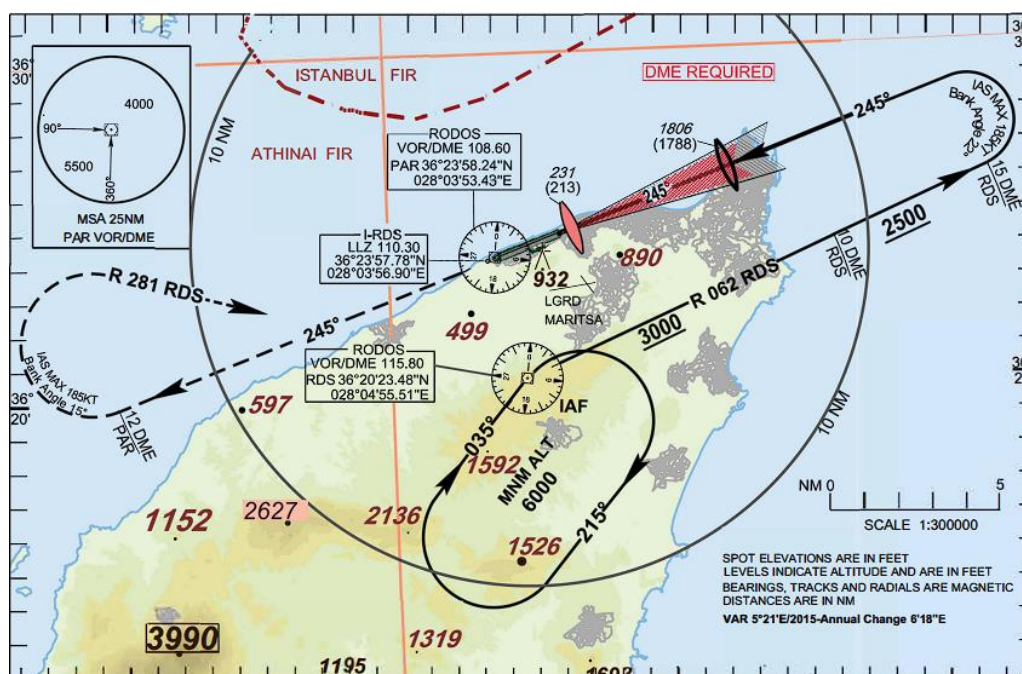 36°
30'
4000
90°
5500
360°
MSA 25NM
PAR VOR/DME
10 NM
ISTANBUL FIR
ATHINAI FIR
DME REQUIRED
RODOS
VOR/DME 108.60
PAR 36°23'58.24"N
028°03'53.43"E
1806
(1788)
231
(213)
245°
245°
IAS MAX 185KT
Bank Angle 22°
15 DME
RDS
2500
10 DME
RDS
I-RDS
LLZ 110.30
36°23'57.78"N
028°03'56.90"E
932
890
LGRD
MARITSA
R 062 RDS
3000
R 281 RDS
245°
499
IAS MAX 185KT
Bank Angle 15°
12 DME
PAR
RODOS
VOR/DME 115.80
RDS 36°20'23.48"N
028°04'55.51"E
36°
20'
597
IAF
10 NM
035°
1592
MNM ALT
6000
215°
NM 0
5
SCALE 1:300000
1152
2627
2136
1526
SPOT ELEVATIONS ARE IN FEET
LEVELS INDICATE ALTITUDE AND ARE IN FEET
BEARINGS, TRACKS AND RADIALS ARE MAGNETIC
DISTANCES ARE IN NM
VAR 5°21'E/2015-Annual Change 6'18"E
3990
1319
1195